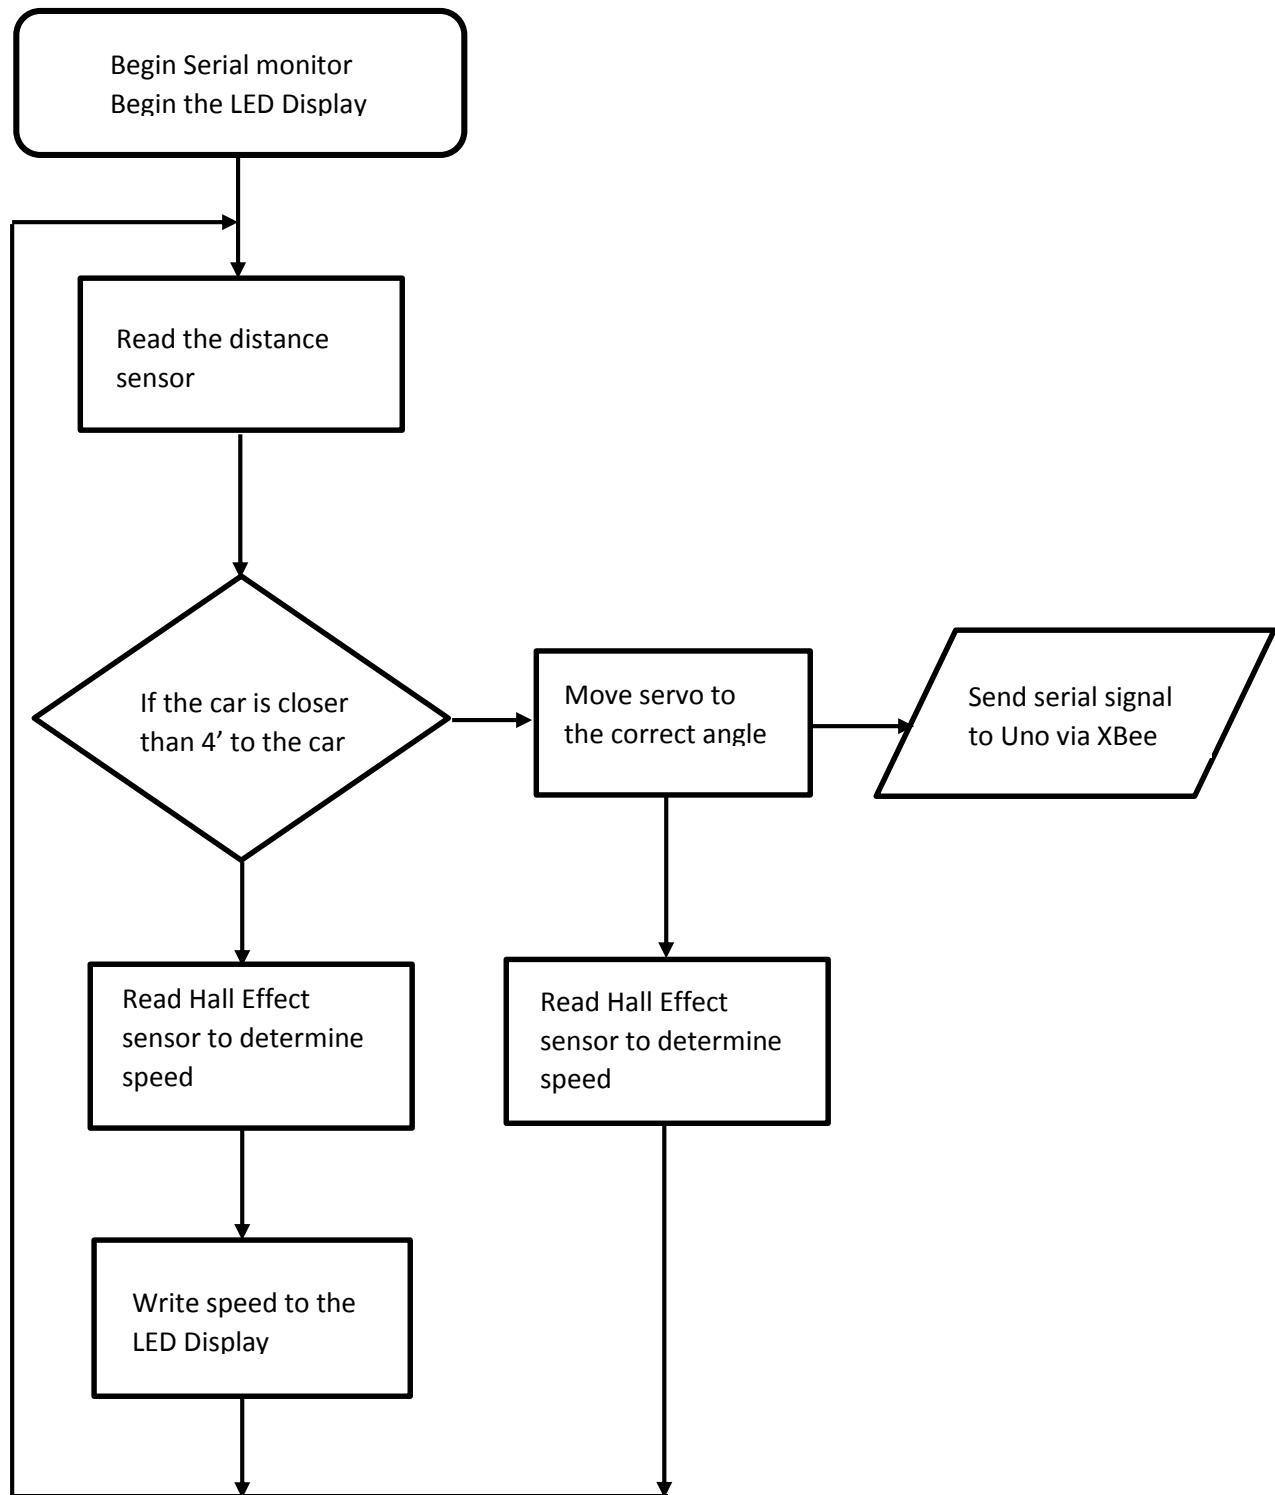 Begin Serial monitor
Begin the LED Display
Read the distance
sensor
If the car is closer
than 4’ to the car
Move servo to
the correct angle
Send serial signal
to Uno via XBee
Read Hall Effect
sensor to determine
speed
Read Hall Effect
sensor to determine
speed
Write speed to the
LED Display